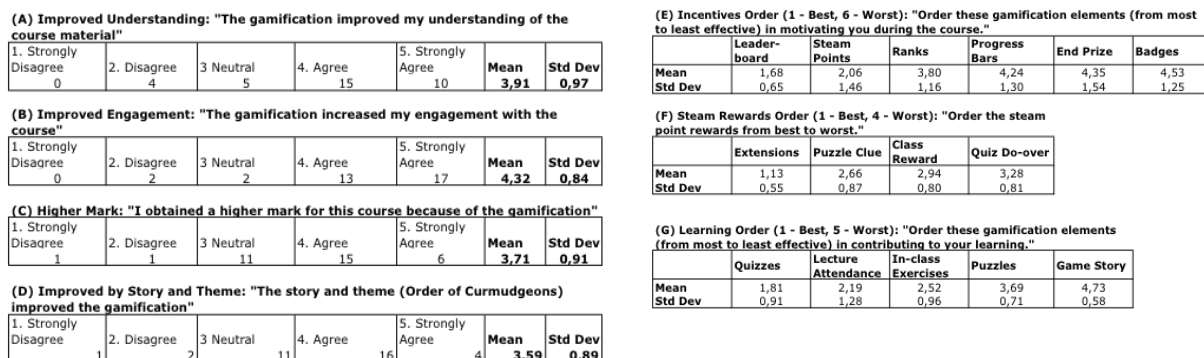 (A) Improved Understanding: "The gamification improved my understanding of the
course material"
1. Strongly Disagree 2. Disagree 3 Neutral 4. Agree 5. Strongly Agree Mean Std Dev
0 4 5 15 10 3,91 0,97
(B) Improved Engagement: "The gamification increased my engagement with the
course"
1. Strongly Disagree 2. Disagree 3 Neutral 4. Agree 5. Strongly Agree Mean Std Dev
0 2 2 13 17 4,32 0,84
(C) Higher Mark: "I obtained a higher mark for this course because of the gamification"
1. Strongly Disagree 2. Disagree 3 Neutral 4. Agree 5. Strongly Agree Mean Std Dev
1 1 11 15 6 3,71 0,91
(D) Improved by Story and Theme: "The story and theme (Order of Curmudgeons)
improved the gamification"
1. Strongly Disagree 2. Disagree 3 Neutral 4. Agree 5. Strongly Agree Mean Std Dev
1 2 11 16 4 3,59 0,89
(E) Incentives Order (1 - Best, 6 - Worst): "Order these gamification elements (from most
to least effective) in motivating you during the course."
Leader-board Steam Points Ranks Progress Bars End Prize Badges
Mean 1,68 2,06 3,80 4,24 4,35 4,53
Std Dev 0,65 1,46 1,16 1,30 1,54 1,25
(F) Steam Rewards Order (1 - Best, 4 - Worst): "Order the steam
point rewards from best to worst."
Extensions Puzzle Clue Class Reward Quiz Do-over
Mean 1,13 2,66 2,94 3,28
Std Dev 0,55 0,87 0,80 0,81
(G) Learning Order (1 - Best, 5 - Worst): "Order these gamification elements
(from most to least effective) in contributing to your learning."
Quizzes Lecture Attendance In-class Exercises Puzzles Game Story
Mean 1,81 2,19 2,52 3,69 4,73
Std Dev 0,91 1,28 0,96 0,71 0,58